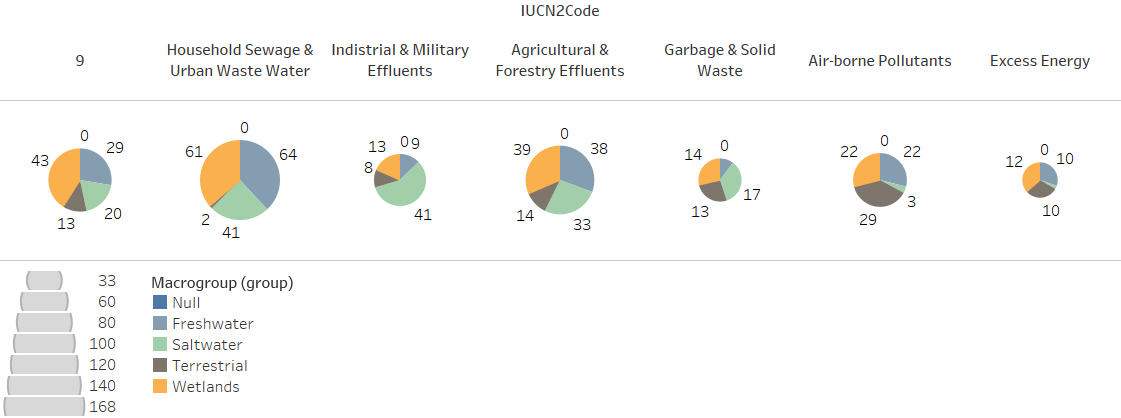 IUCN2Code
9
Household Sewage &
Urban Waste Water
Indistrial & Military
Effluents
Agricultural &
Forestry Effluents
Garbage & Solid
Waste
Air-borne Pollutants
Excess Energy
0
43
29
20
13
0
61
64
2
41
13
0
9
8
41
0
39
38
14
33
0
14
17
13
0
22
22
3
29
0
12
10
10
33
60
80
100
120
140
168
Macrogroup (group)
Null
Freshwater
Saltwater
Terrestrial
Wetlands